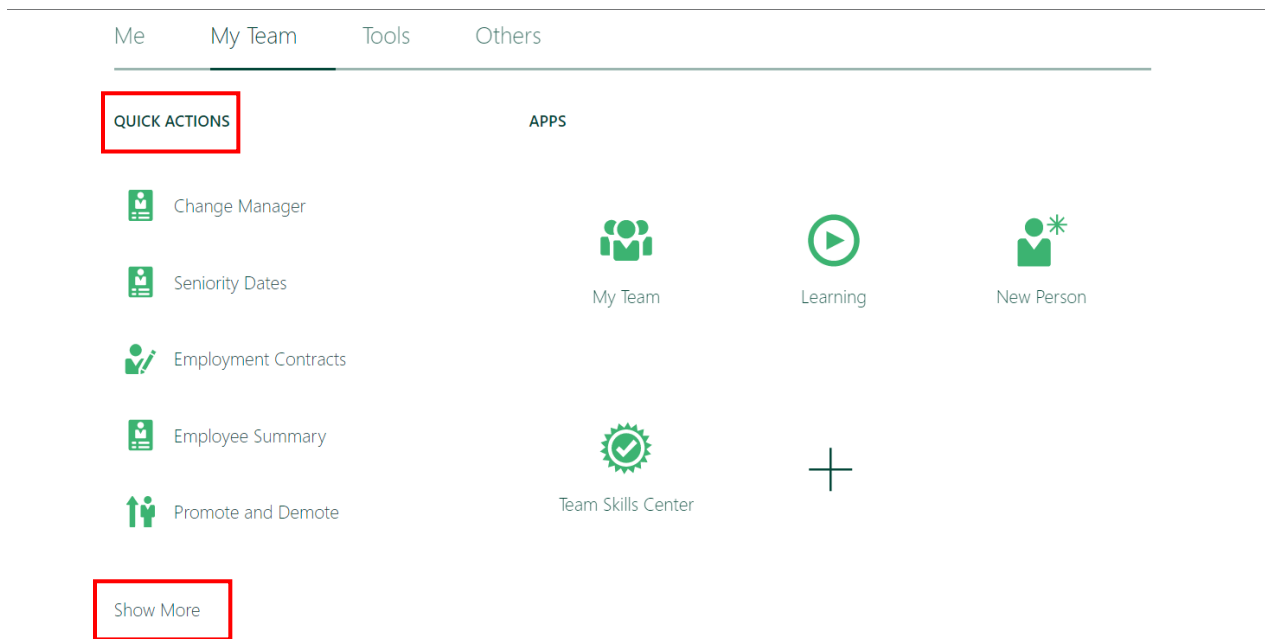 Me My Team Tools Others
QUICK ACTIONS
APPS
Change Manager
Seniority Dates
Employment Contracts
Employee Summary
Promote and Demote
Show More
My Team
Learning
New Person
Team Skills Center